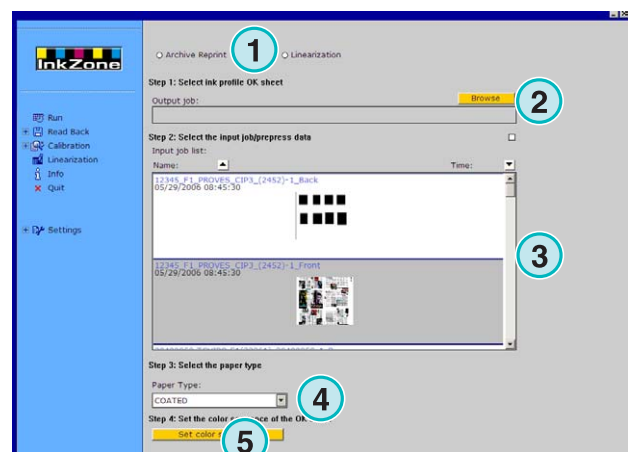 InkZone
Archive Reprint
1
Linearization
Step 1: Select ink profile OK sheet
Output job:
Browse
2
Run
Read Back
Calibration
Linearization
Info
Quit
Settings
Step 2: Select the input job/prepress data
Input job list:
Name:
Time:
12345_F1_PROVES_CIP3_(2452)-1_Back
05/29/2006 08:45:30
3
12345_F1_PROVES_CIP3_(2452)-1_Front
05/29/2006 08:45:30
Step 3: Select the paper type
Paper Type:
COATED
4
Step 4: Set the color of the
Set color
5